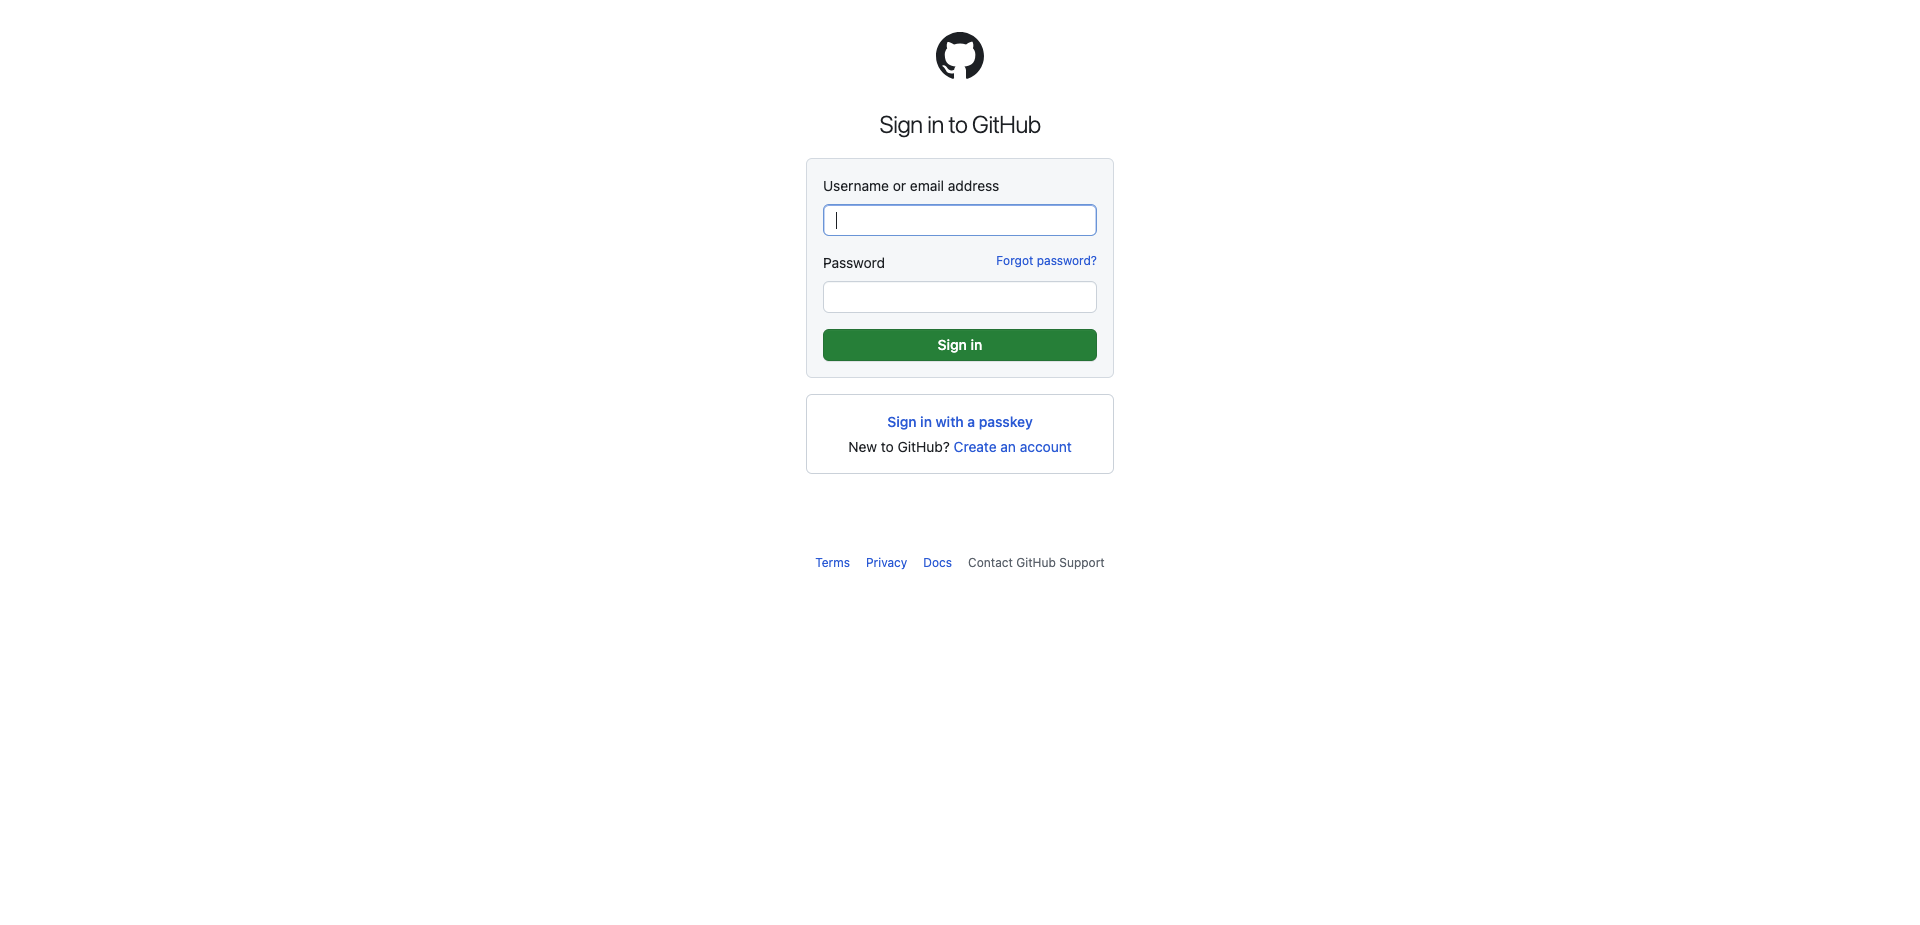 Sign in to GitHub
Username or email address
Password
Forgot password?
Sign in
Sign in with a passkey
New to GitHub? Create an account
Terms Privacy Docs Contact GitHub Support